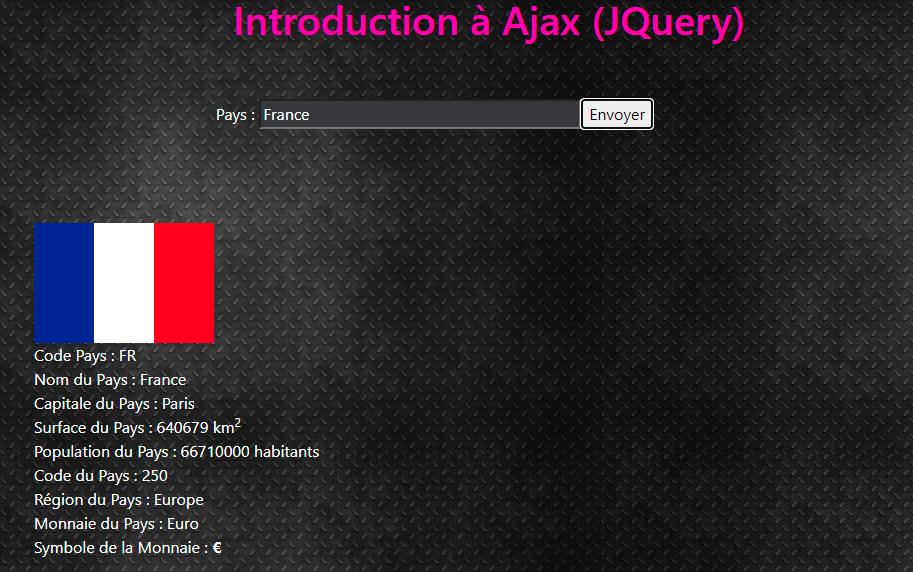 Introduction à Ajax (JQuery)
Pays : France Envoyer
Code Pays : FR
Nom du Pays : France
Capitale du Pays : Paris
Surface du Pays : 640679 km²
Population du Pays : 66710000 habitants
Code du Pays : 250
Région du Pays : Europe
Monnaie du Pays : Euro
Symbole de la Monnaie : €